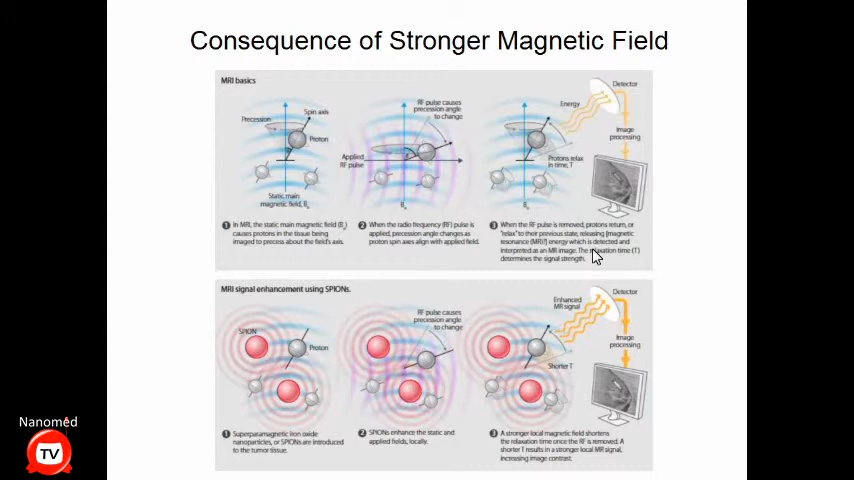 Consequence of Stronger Magnetic Field
MRI basics
Precession
Spin axis
Proton
Static main
magnetic field, B₀
RF pulse causes
precession angle
to change
Applied
RF pulse
B₀
Energy
Detector
Image
processing
Protons relax
in time, T
B₀
1 In MRI, the static main magnetic field (B₀)
causes protons in the tissue being
imaged to precess about the field's axis.
2 When the radio frequency (RF) pulse is
applied, precession angle changes as
proton spin axes align with applied field.
3 When the RF pulse is removed, protons return, or
"relax" to their previous state, releasing [magnetic
resonance (MRI?] energy which is detected and
interpreted as an MR image. The relaxation time (T)
determines the signal strength.
MRI signal enhancement using SPIONs.
SPION
Proton
RF pulse causes
precession angle
to change
Enhanced
MR signal
Detector
Image
processing
Shorter T
1 Superparamagnetic iron oxide
nanoparticles, or SPIONs are introduced
to the tumor tissue.
2 SPIONs enhance the static and
applied fields, locally.
3 A stronger local magnetic field shortens
the relaxation time once the RF is removed. A
shorter T results in a stronger local MR signal,
increasing image contrast.
Nanomed
TV